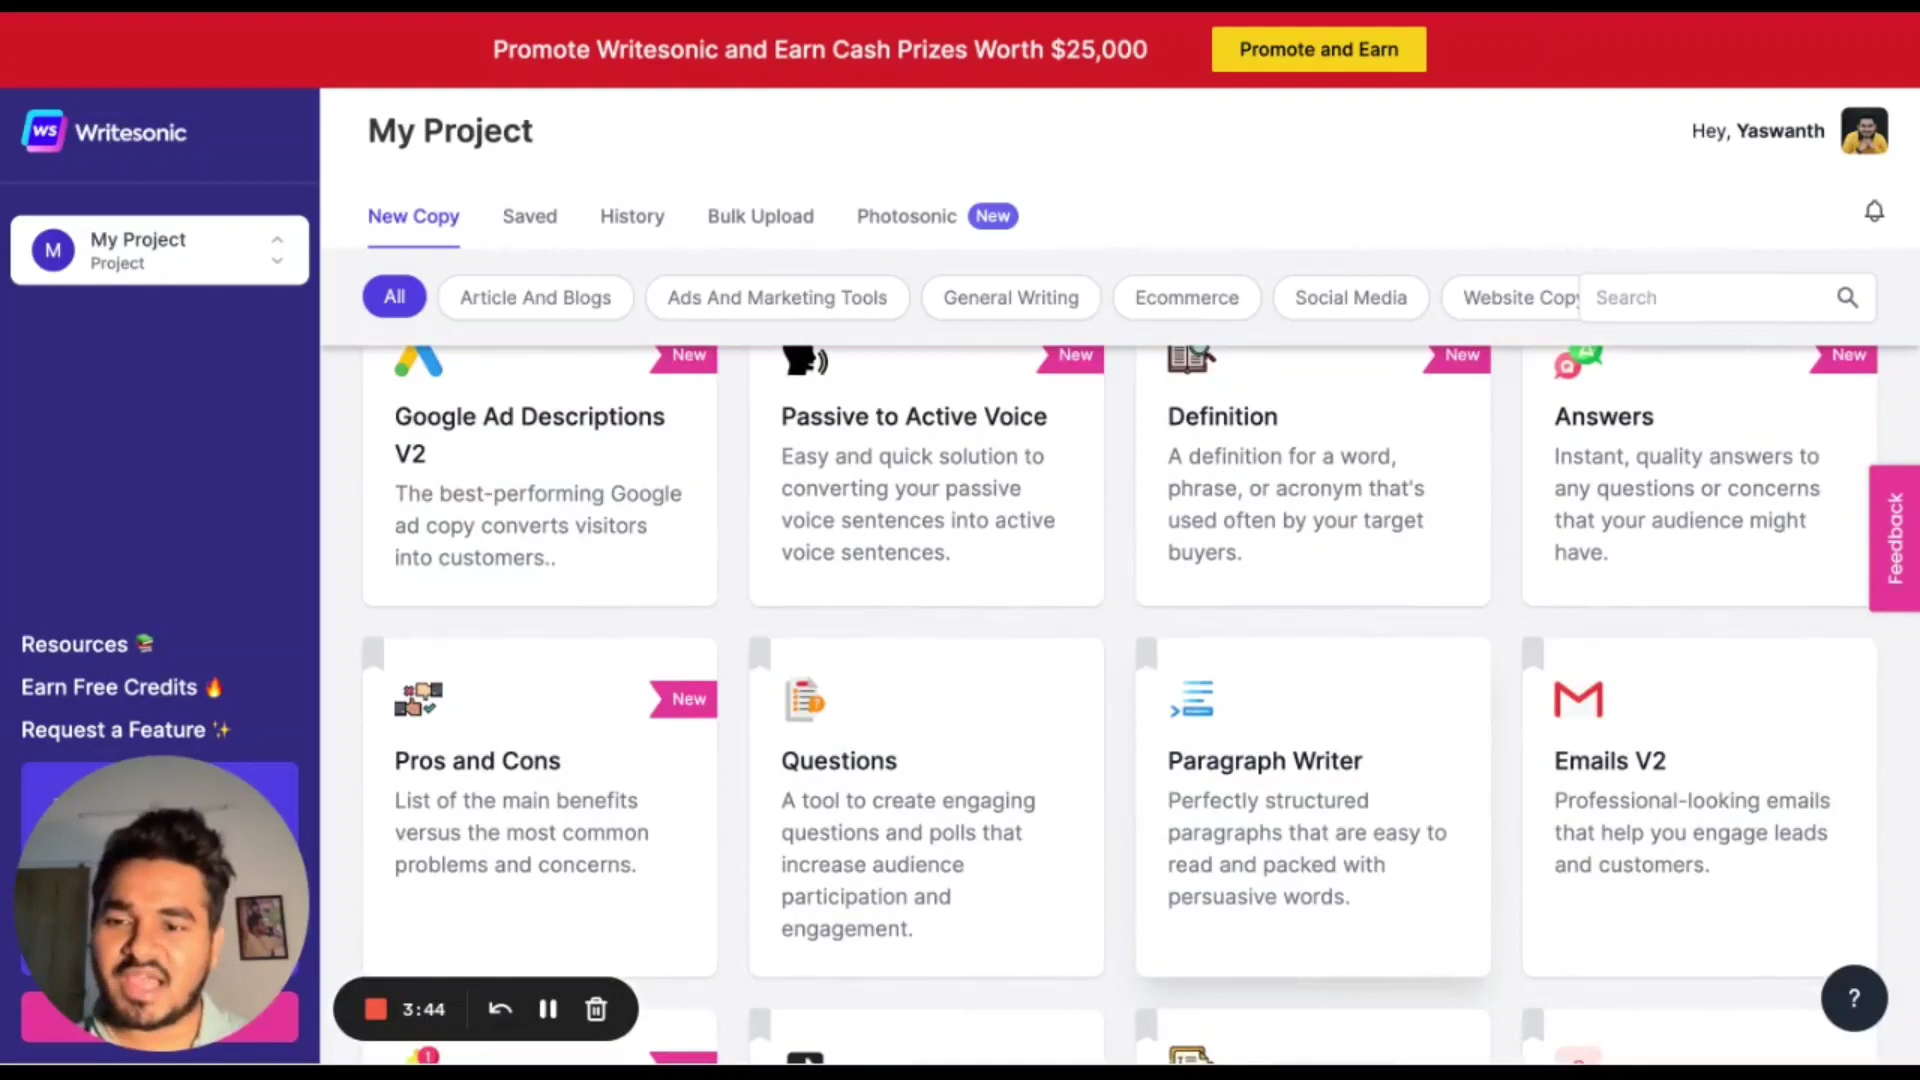 Promote Writesonic and Earn Cash Prizes Worth $25,000
Promote and Earn
WS Writesonic
My Project
Hey, Yaswanth
M
My Project
Project
New Copy
Saved
History
Bulk Upload
Photosonic
New
All
Article And Blogs
Ads And Marketing Tools
General Writing
Ecommerce
Social Media
Website Copy
Search
New
Google Ad Descriptions
V2
The best-performing Google
ad copy converts visitors
into customers..
New
Passive to Active Voice
Easy and quick solution to
converting your passive
voice sentences into active
voice sentences.
New
Definition
A definition for a word,
phrase, or acronym that's
used often by your target
buyers.
New
Answers
Instant, quality answers to
any questions or concerns
that your audience might
have.
Feedback
Resources
Earn Free Credits
Request a Feature
New
Pros and Cons
List of the main benefits
versus the most common
problems and concerns.
Questions
A tool to create engaging
questions and polls that
increase audience
participation and
engagement.
Paragraph Writer
Perfectly structured
paragraphs that are easy to
read and packed with
persuasive words.
Emails V2
Professional-looking emails
that help you engage leads
and customers.
3:44
?
1